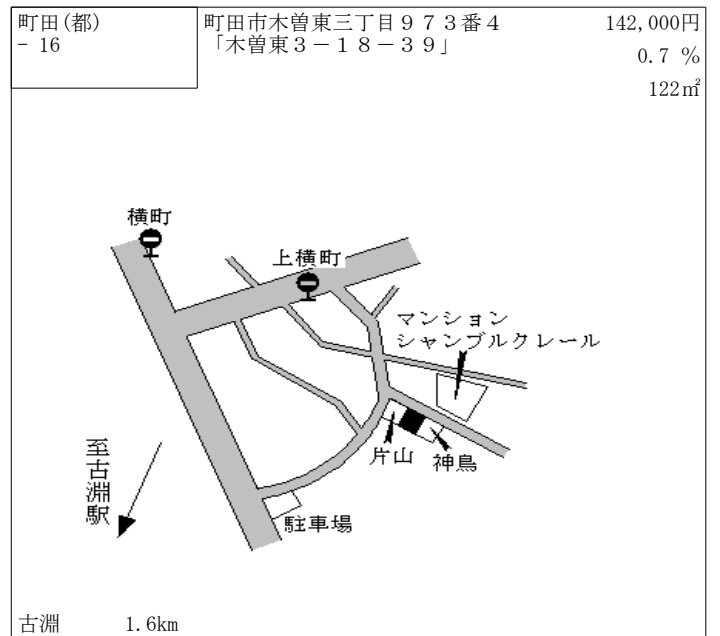 町田(都)
- 16
町田市木曽東三丁目９７３番４
「木曽東３－１８－３９」
142,000円
0.7 %
122㎡
横町
上横町
マンション
シャンブルクレール
片山
神鳥
至古淵駅
駐車場
古淵 1.6km